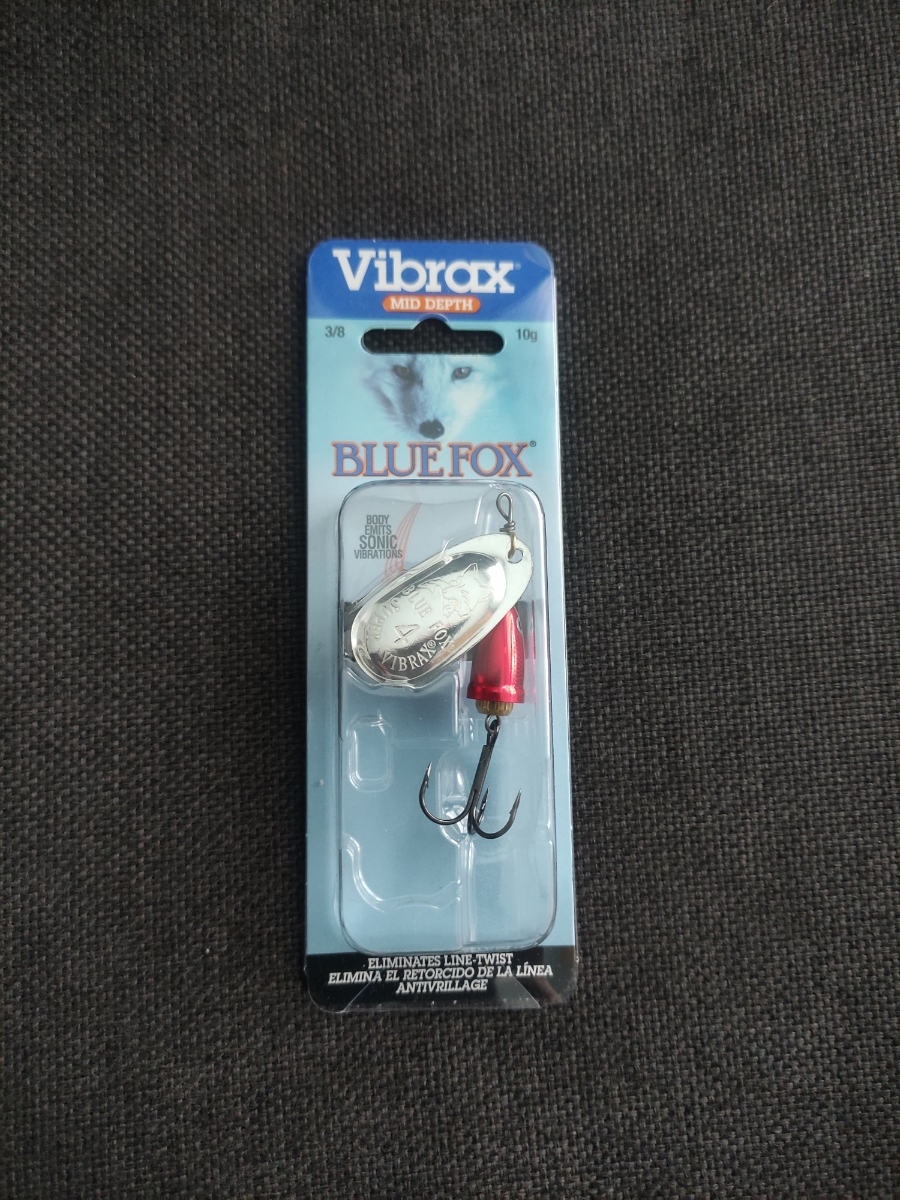 Vibrax®
MID DEPTH
3/8 10g
BLUE FOX®
BODY
EMITS
SONIC
VIBRATIONS
SUPER BLUE FOX
4
VIBRAX®
ELIMINATES LINE-TWIST
ELIMINA EL RETORCIDO DE LA LÍNEA
ANTIVRILLAGE